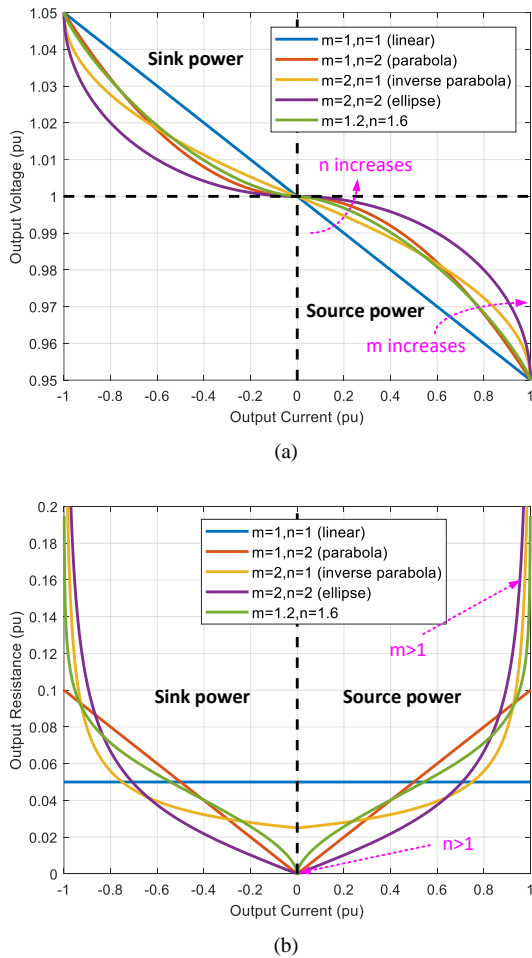 1.05
1.04
1.03
1.02
1.01
1
0.99
0.98
0.97
0.96
0.95
Output Voltage (pu)
Sink power
m=1,n=1 (linear)
m=1,n=2 (parabola)
m=2,n=1 (inverse parabola)
m=2,n=2 (ellipse)
m=1.2,n=1.6
n increases
Source power
m increases
-1 -0.8 -0.6 -0.4 -0.2 0 0.2 0.4 0.6 0.8 1
Output Current (pu)
(a)
0.2
0.18
0.16
0.14
0.12
0.1
0.08
0.06
0.04
0.02
0
Output Resistance (pu)
m=1,n=1 (linear)
m=1,n=2 (parabola)
m=2,n=1 (inverse parabola)
m=2,n=2 (ellipse)
m=1.2,n=1.6
m>1
Sink power
Source power
n>1
-1 -0.8 -0.6 -0.4 -0.2 0 0.2 0.4 0.6 0.8 1
Output Current (pu)
(b)